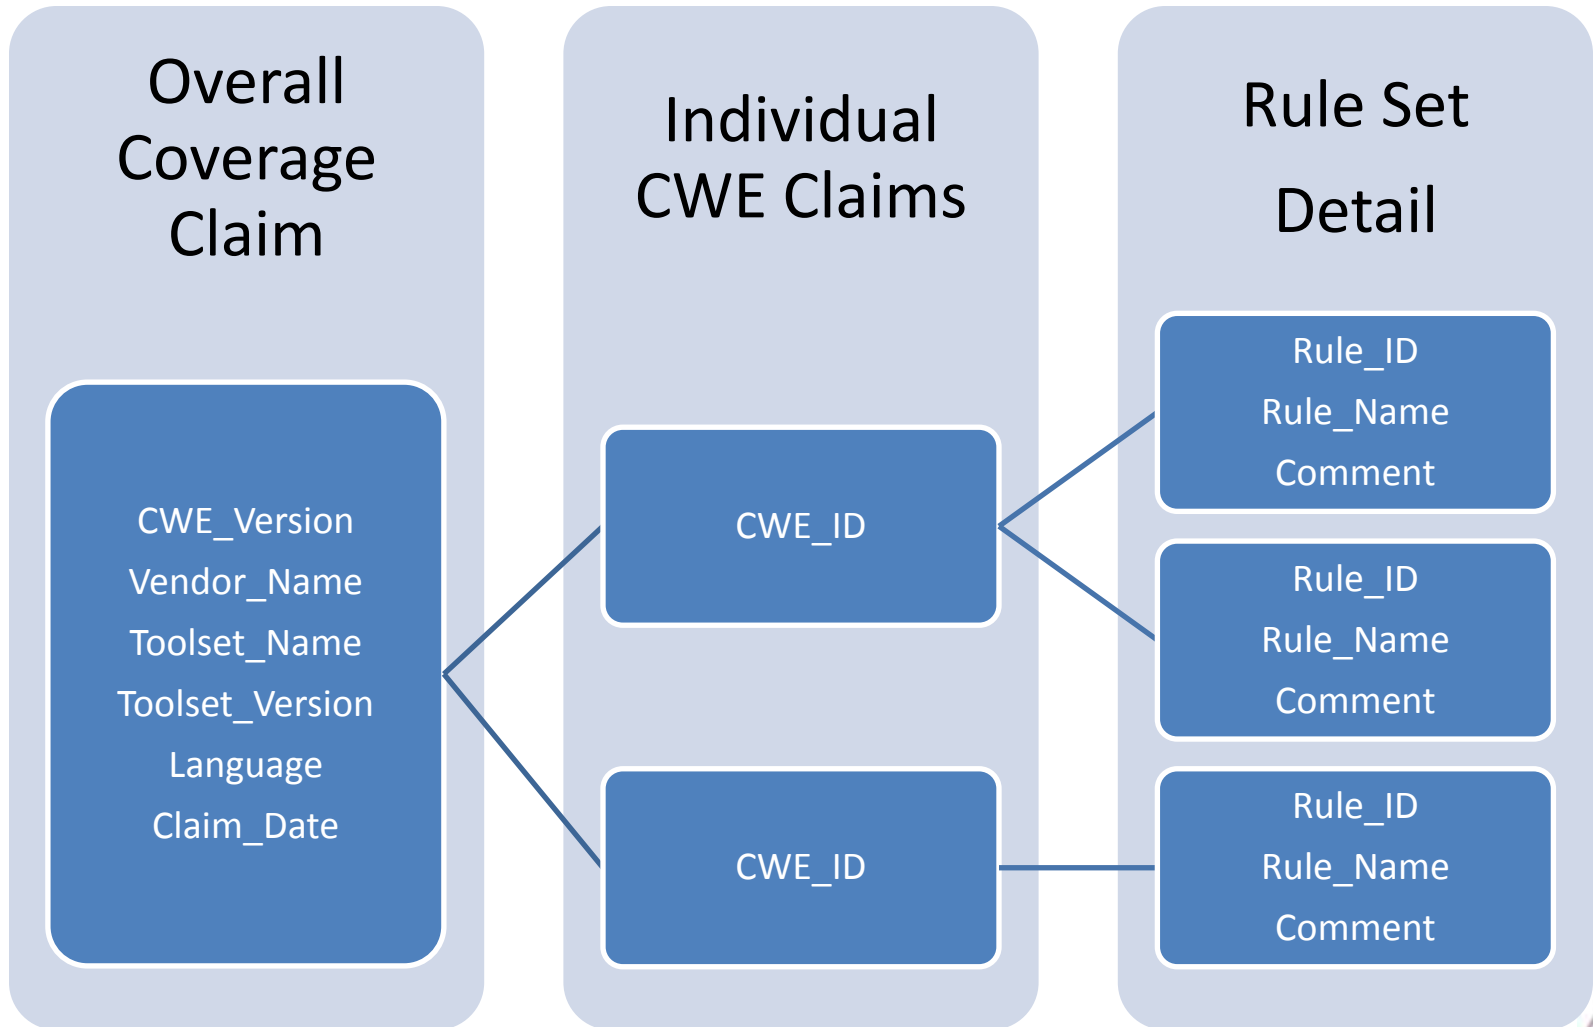 Overall
Coverage
Claim
CWE_Version
Vendor_Name
Toolset_Name
Toolset_Version
Language
Claim_Date
Individual
CWE Claims
CWE_ID
CWE_ID
Rule Set
Detail
Rule_ID
Rule_Name
Comment
Rule_ID
Rule_Name
Comment
Rule_ID
Rule_Name
Comment